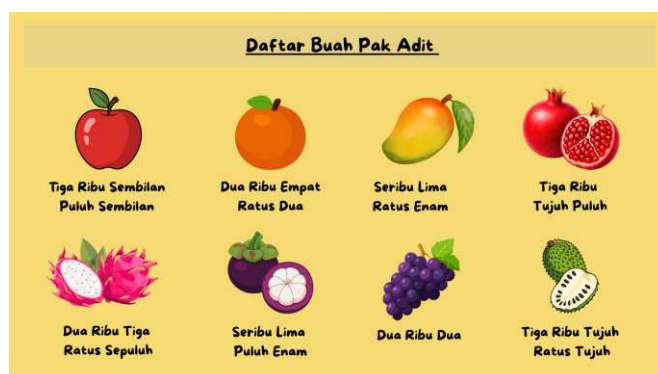 Daftar Buah Pak Adit
Tiga Ribu Sembilan
Puluh Sembilan
Dua Ribu Empat
Ratus Dua
Seribu Lima
Ratus Enam
Tiga Ribu
Tujuh Puluh
Dua Ribu Tiga
Ratus Sepuluh
Seribu Lima
Puluh Enam
Dua Ribu Dua
Tiga Ribu Tujuh
Ratus Tujuh